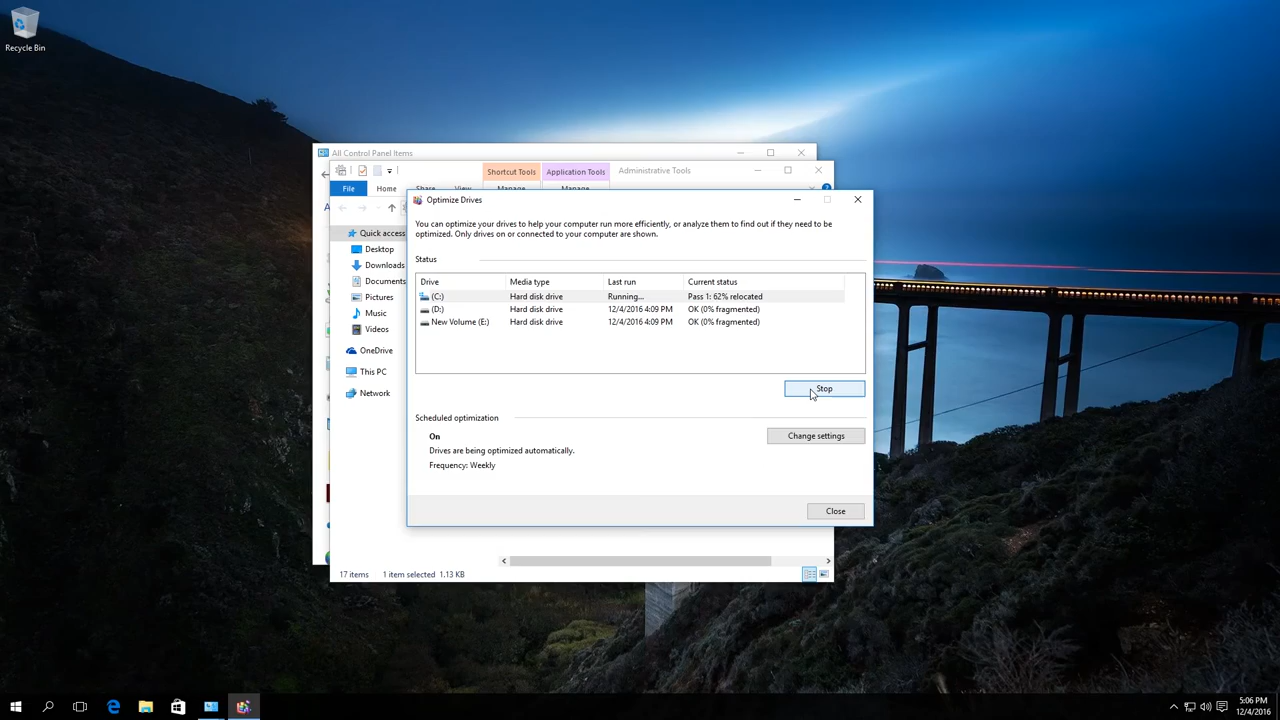 Recycle Bin
All Control Panel Items
Shortcut Tools
Application Tools
Administrative Tools
File
Home
Share
View
Manage
Manage
Quick access
Desktop
Downloads
Documents
Pictures
Music
Videos
OneDrive
This PC
Network
17 items 1 item selected 1.13 KB
Optimize Drives
You can optimize your drives to help your computer run more efficiently, or analyze them to find out if they need to be
optimized. Only drives on or connected to your computer are shown.
Status
Drive Media type Last run Current status
(C:) Hard disk drive Running... Pass 1: 62% relocated
(D:) Hard disk drive 12/4/2016 4:09 PM OK (0% fragmented)
New Volume (E:) Hard disk drive 12/4/2016 4:09 PM OK (0% fragmented)
Stop
Scheduled optimization
On
Change settings
Drives are being optimized automatically.
Frequency: Weekly
Close
5:06 PM
12/4/2016